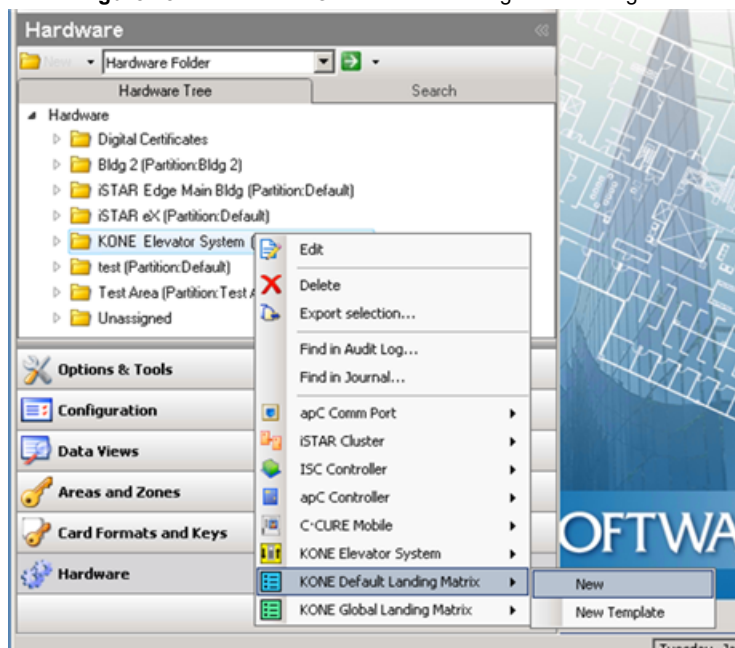 Hardware
New
Hardware Folder
Hardware Tree Search
Hardware
Digital Certificates
Bldg 2 (Partition:Bldg 2)
iSTAR Edge Main Bldg (Partition:Default)
iSTAR eX (Partition:Default)
KONE Elevator System (
test (Partition:Default)
Test Area (Partition:Test A
Unassigned
Edit
Delete
Export selection...
Find in Audit Log...
Find in Journal...
apC Comm Port
iSTAR Cluster
ISC Controller
apC Controller
C•CURE Mobile
KONE Elevator System
KONE Default Landing Matrix
KONE Global Landing Matrix
New
New Template
Options & Tools
Configuration
Data Views
Areas and Zones
Card Formats and Keys
Hardware
OFTWA